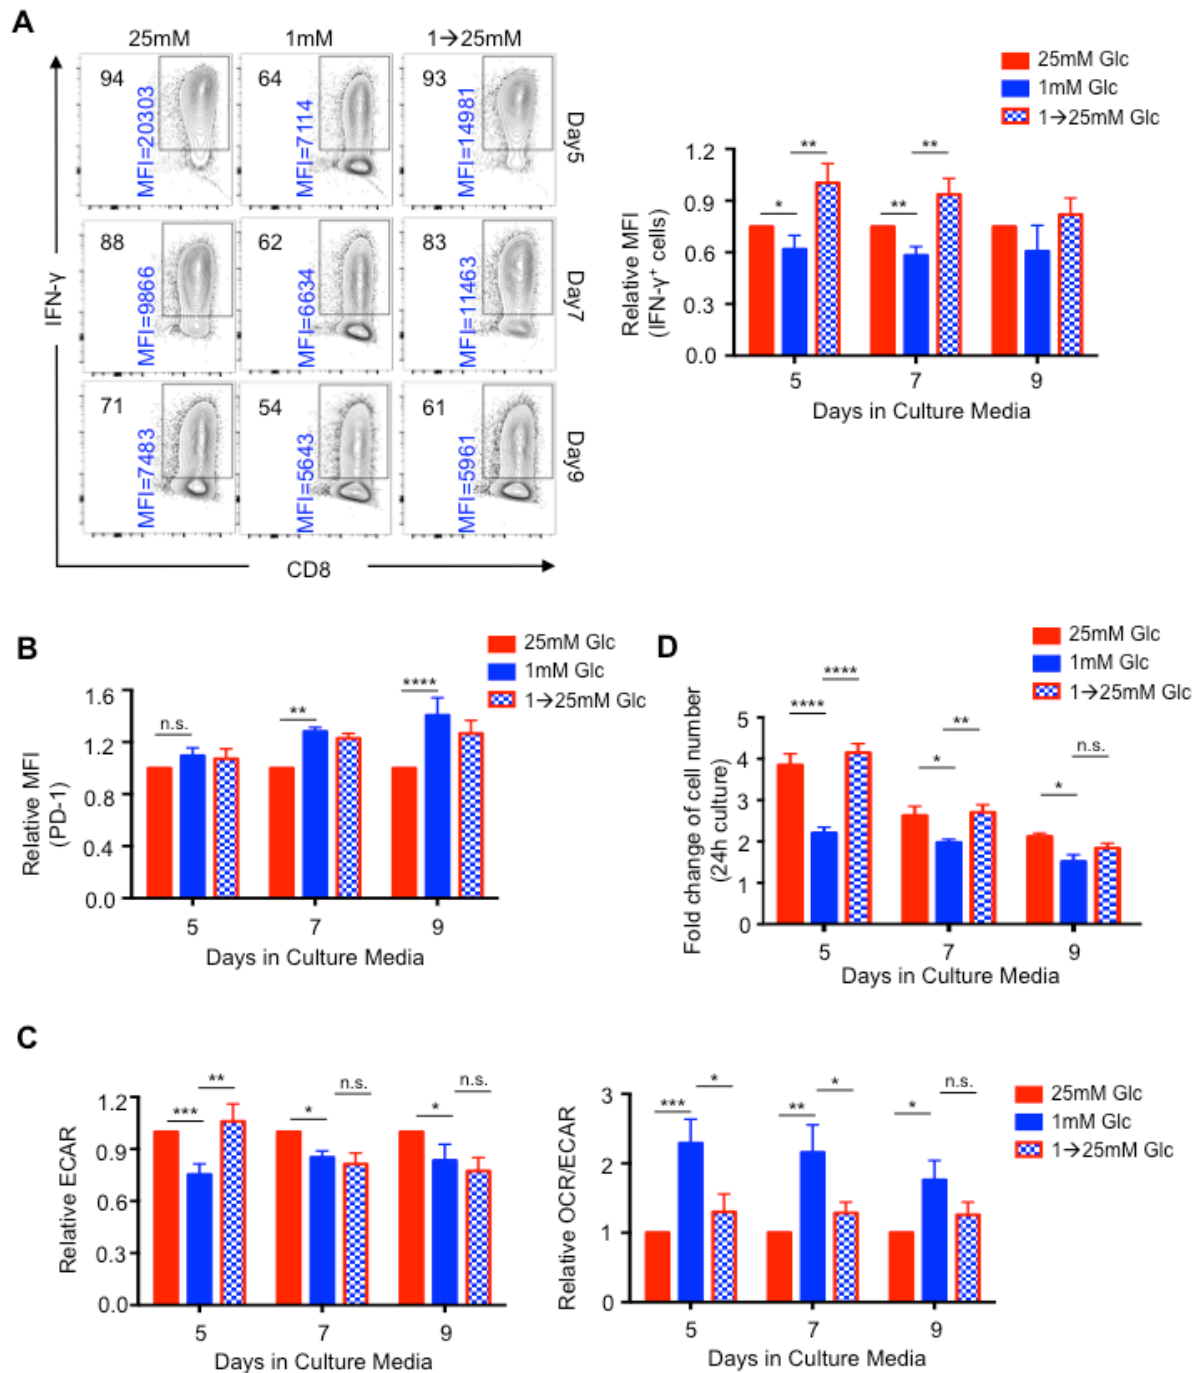 A
25mM 1mM 1→25mM
94 64 93
MFI=20303 MFI=7114 MFI=14981
Day5
88 62 83
MFI=9866 MFI=6634 MFI=11463
Day7
71 54 61
MFI=7483 MFI=5643 MFI=5961
Day9
IFN-γ
CD8
25mM Glc
1mM Glc
1→25mM Glc
Relative MFI
(IFN-γ⁺ cells)
1.2
0.9
0.6
0.3
0.0
* ** ** **
5 7 9
Days in Culture Media
B
25mM Glc
1mM Glc
1→25mM Glc
Relative MFI
(PD-1)
1.6
1.2
0.8
0.4
0.0
n.s. ** ****
5 7 9
Days in Culture Media
D
25mM Glc
1mM Glc
1→25mM Glc
Fold change of cell number
(24h culture)
5
4
3
2
1
0
**** **** * ** * n.s.
5 7 9
Days in Culture Media
C
Relative ECAR
1.2
0.9
0.6
0.3
0.0
*** ** * n.s. * n.s.
5 7 9
Days in Culture Media
Relative OCR/ECAR
3
2
1
0
*** * ** * * n.s.
5 7 9
Days in Culture Media
25mM Glc
1mM Glc
1→25mM Glc